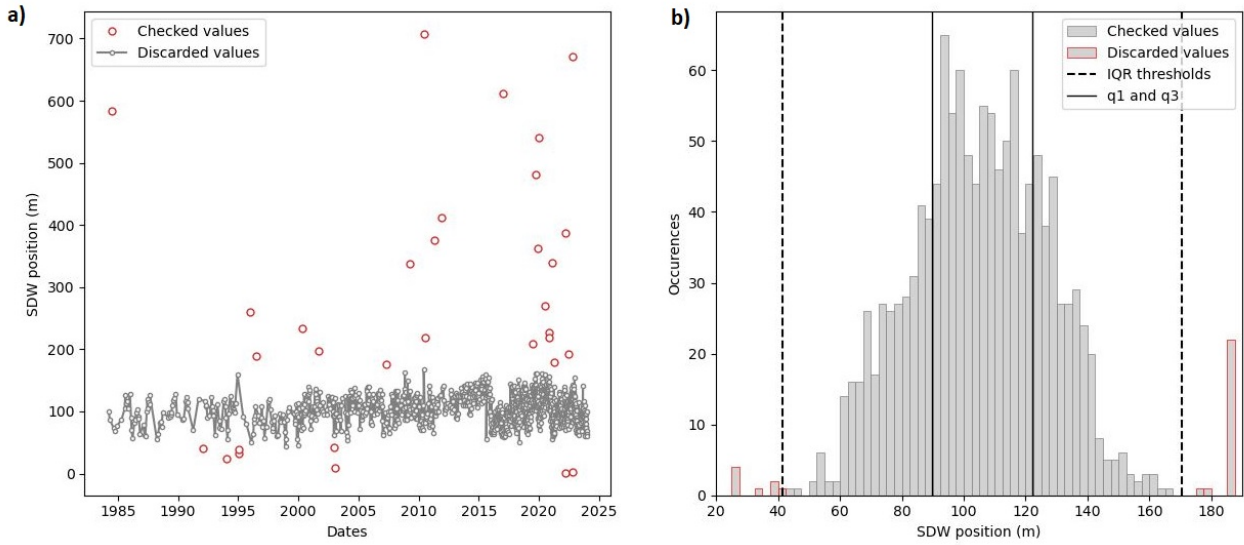 a)
Checked values
Discarded values
700
600
500
400
300
200
100
0
SDW position (m)
1985 1990 1995 2000 2005 2010 2015 2020 2025
Dates
b)
Checked values
Discarded values
IQR thresholds
q1 and q3
60
50
40
30
20
10
0
Occurences
20 40 60 80 100 120 140 160 180
SDW position (m)